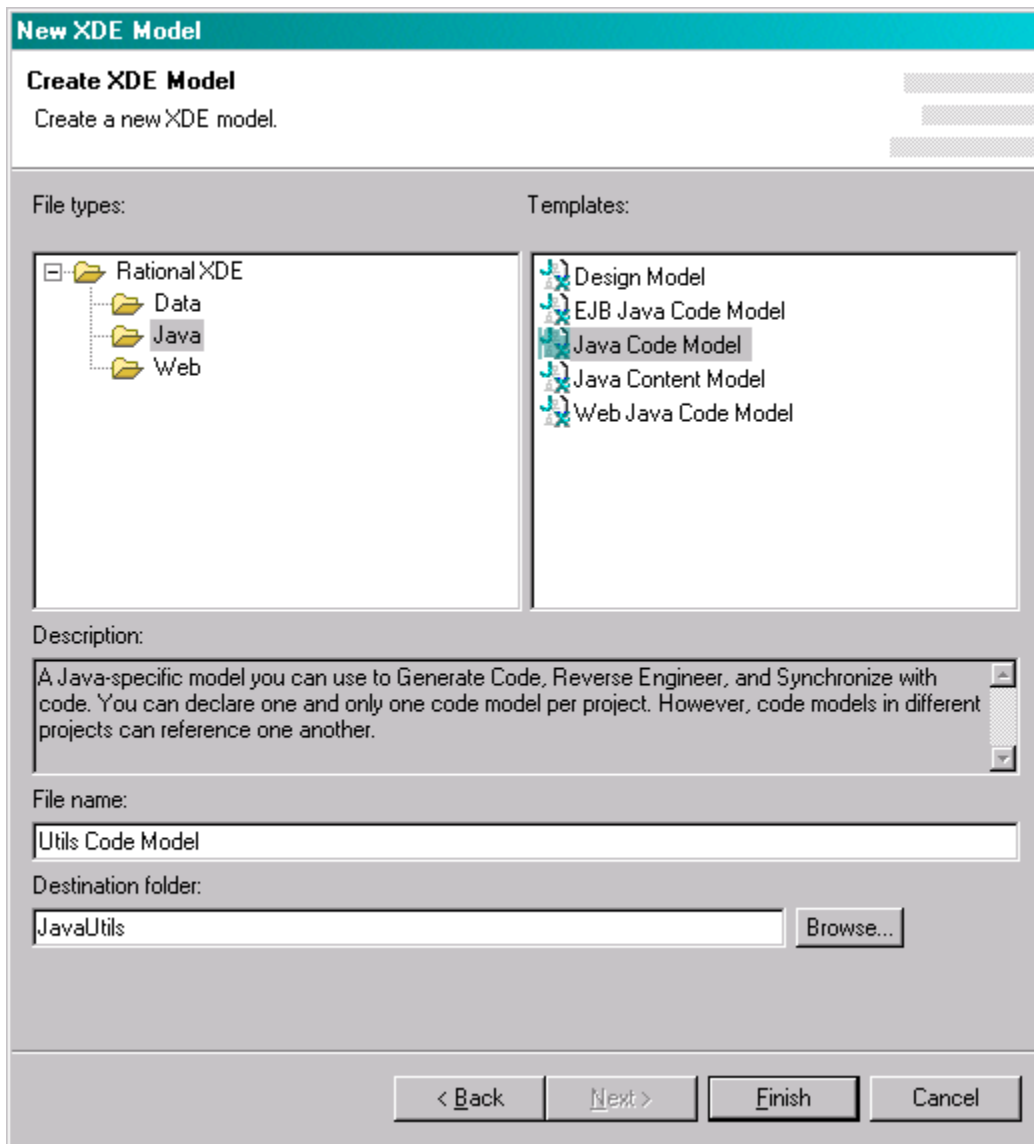 New XDE Model
Create XDE Model
Create a new XDE model.
File types:
Templates:
Rational XDE
Data
Java
Web
Design Model
EJB Java Code Model
Java Code Model
Java Content Model
Web Java Code Model
Description:
A Java-specific model you can use to Generate Code, Reverse Engineer, and Synchronize with
code. You can declare one and only one code model per project. However, code models in different
projects can reference one another.
File name:
Utils Code Model
Destination folder:
JavaUtils
Browse...
< Back
Next >
Finish
Cancel